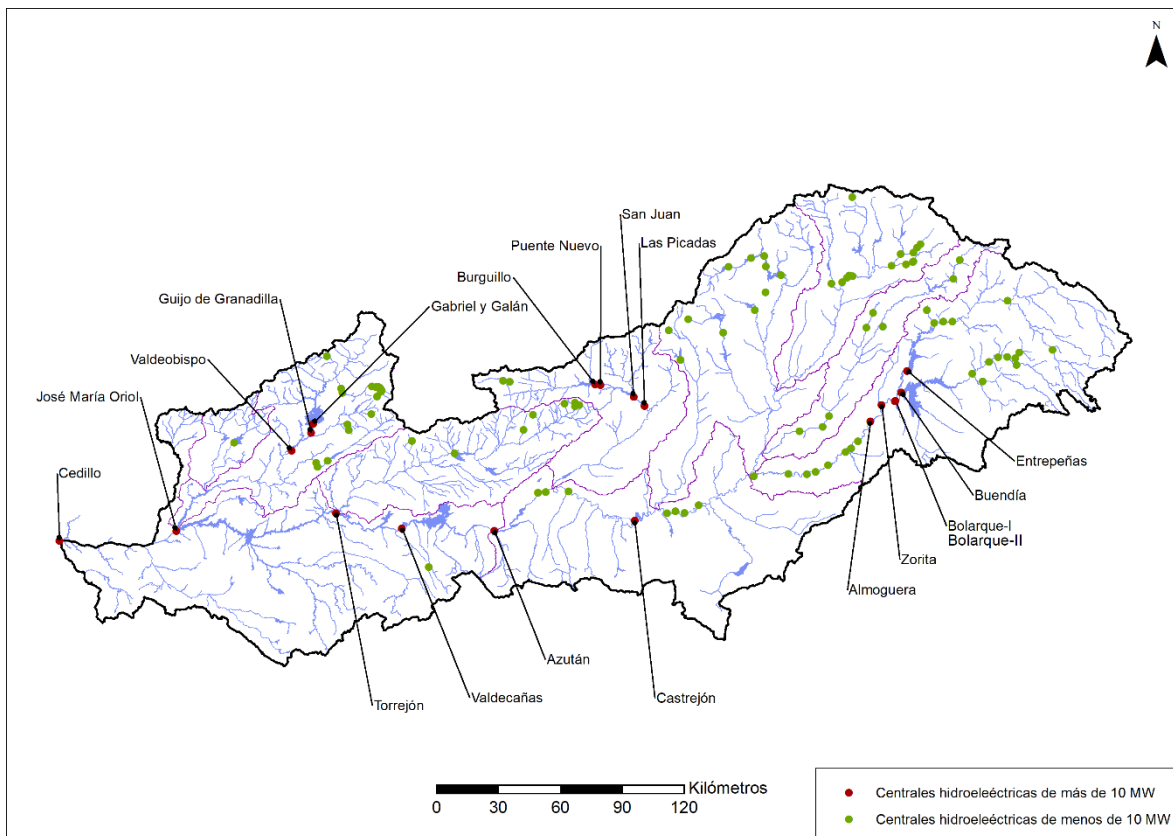 N
San Juan
Puente Nuevo
Las Picadas
Burguillo
Guijo de Granadilla
Gabriel y Galán
Valdeobispo
José María Oriol
Cedillo
Entrepeñas
Buendía
Bolarque-I
Bolarque-II
Zorita
Almoguera
Azután
Castrejón
Valdecañas
Torrejón
Kilómetros
0 30 60 90 120
Centrales hidroeleéctricas de más de 10 MW
Centrales hidroeleéctricas de menos de 10 MW